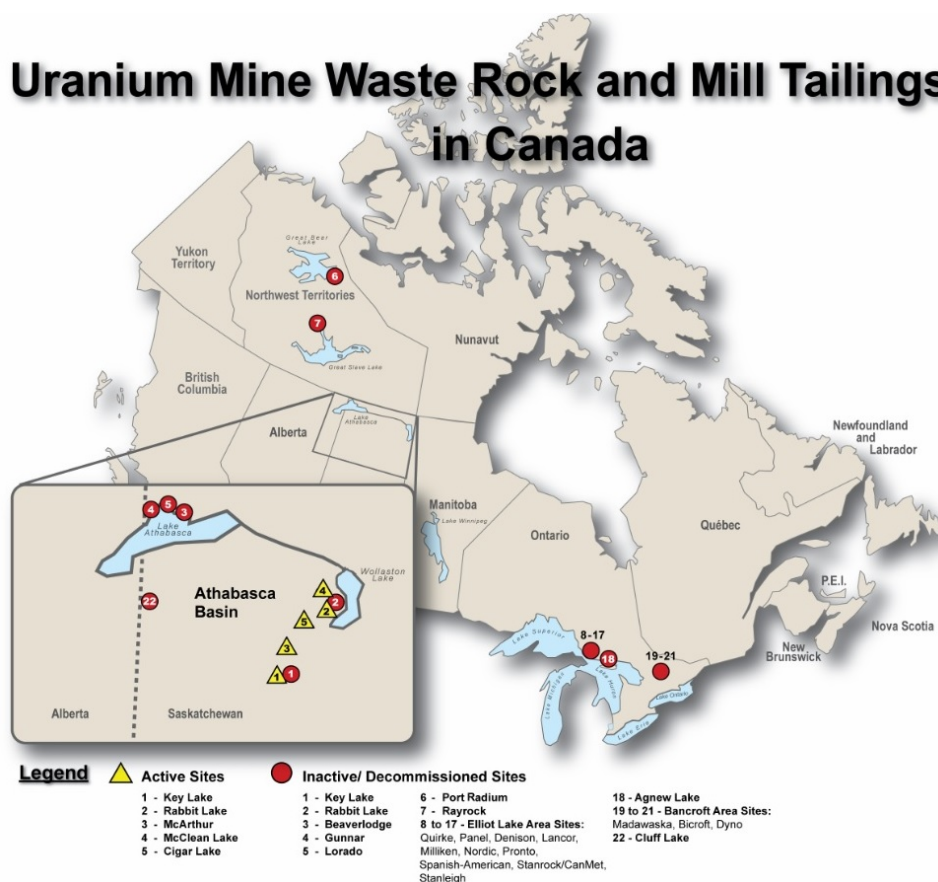 Uranium Mine Waste Rock and Mill Tailings
in Canada
Great Bear
Lake
Yukon
Territory
6
Northwest Territories
7
Nunavut
Great Slave Lake
British
Columbia
Alberta
Lake
Athabasca
Newfoundland
and
Labrador
Manitoba
Lake Winnipeg
Ontario
Québec
P.E.I.
Nova Scotia
New
Brunswick
Lake Superior
8-17
18
19-21
Lake Michigan
Lake Huron
Lake Ontario
Lake Erie
4
5
3
Lake
Athabasca
Wollaston
Lake
Athabasca
Basin
22
4
2
2
5
3
1
1
Alberta
Saskatchewan
Legend
Active Sites
1 - Key Lake
2 - Rabbit Lake
3 - McArthur
4 - McClean Lake
5 - Cigar Lake
Inactive/ Decommissioned Sites
1 - Key Lake
2 - Rabbit Lake
3 - Beaverlodge
4 - Gunnar
5 - Lorado
6 - Port Radium
7 - Rayrock
8 to 17 - Elliot Lake Area Sites:
Quirke, Panel, Denison, Lancor,
Milliken, Nordic, Pronto,
Spanish-American, Stanrock/CanMet,
Stanleigh
18 - Agnew Lake
19 to 21 - Bancroft Area Sites:
Madawaska, Bicroft, Dyno
22 - Cluff Lake